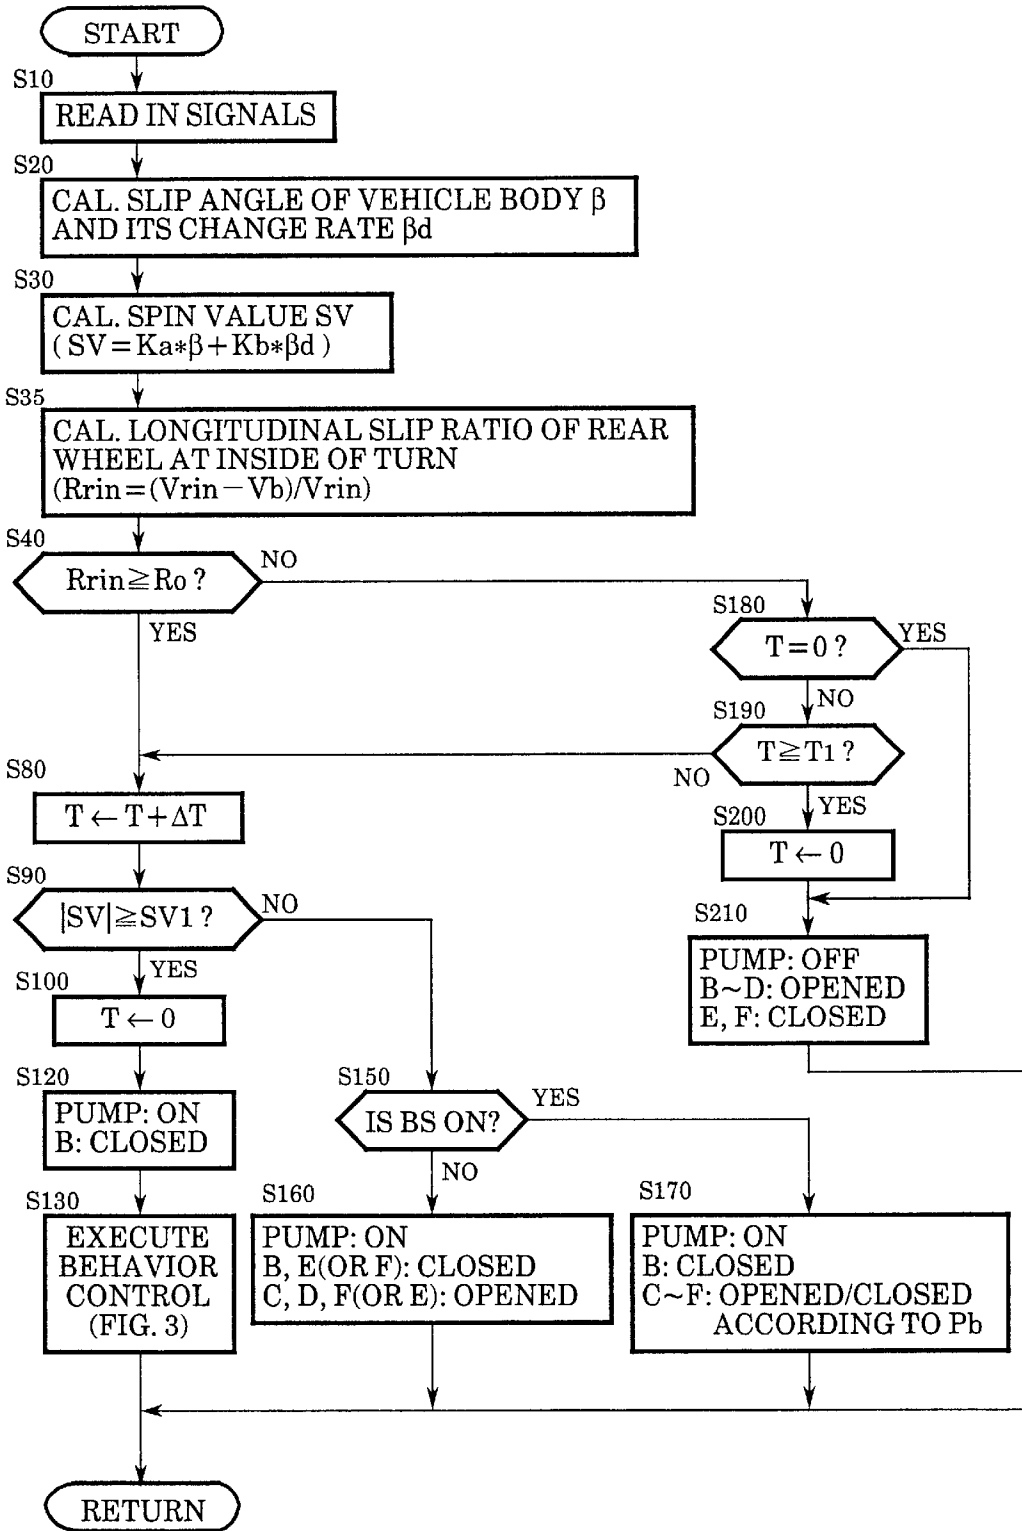 START
S10
READ IN SIGNALS
S20
CAL. SLIP ANGLE OF VEHICLE BODY β
AND ITS CHANGE RATE βd
S30
CAL. SPIN VALUE SV
( SV = Ka*β + Kb*βd )
S35
CAL. LONGITUDINAL SLIP RATIO OF REAR
WHEEL AT INSIDE OF TURN
(Rrin = (Vrin − Vb)/Vrin)
S40
Rrin ≧ Ro ?
NO
YES
S180
T = 0 ?
YES
NO
S190
T ≧ T1 ?
NO
YES
S200
T ← 0
S210
PUMP: OFF
B~D: OPENED
E, F: CLOSED
S80
T ← T + ΔT
S90
|SV| ≧ SV1 ?
NO
YES
S100
T ← 0
S120
PUMP: ON
B: CLOSED
S130
EXECUTE
BEHAVIOR
CONTROL
(FIG. 3)
S150
IS BS ON?
YES
NO
S160
PUMP: ON
B, E(OR F): CLOSED
C, D, F(OR E): OPENED
S170
PUMP: ON
B: CLOSED
C~F: OPENED/CLOSED
ACCORDING TO Pb
RETURN